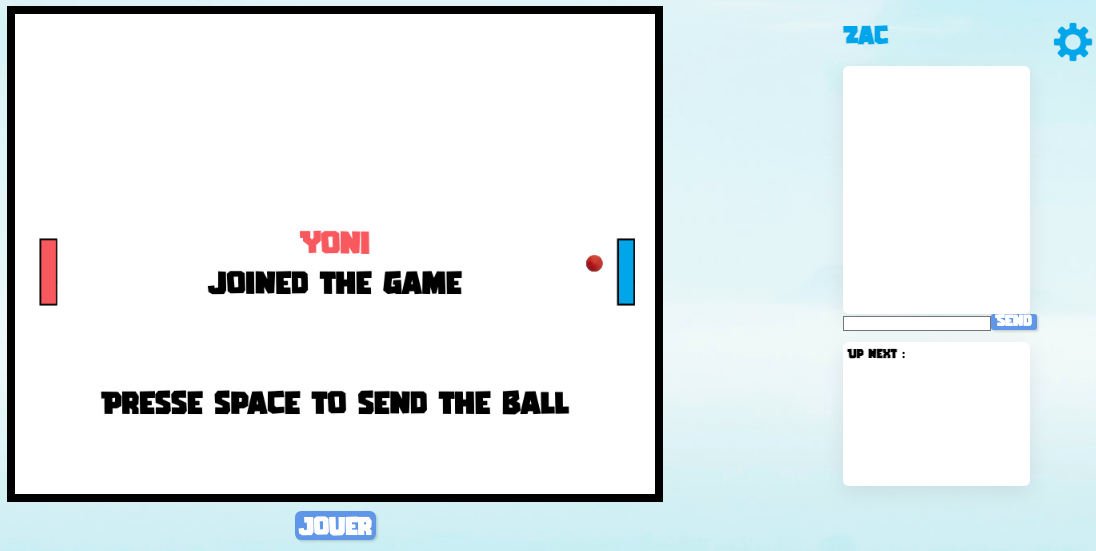 ZAC
YONI
JOINED THE GAME
PRESSE SPACE TO SEND THE BALL
SEND
UP NEXT :
JOUER